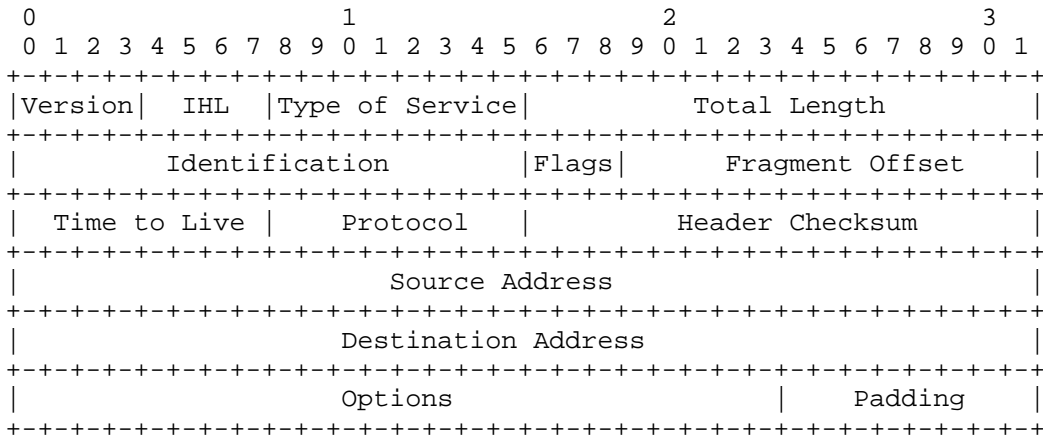 0                   1                   2                   3
0 1 2 3 4 5 6 7 8 9 0 1 2 3 4 5 6 7 8 9 0 1 2 3 4 5 6 7 8 9 0 1
+-+-+-+-+-+-+-+-+-+-+-+-+-+-+-+-+-+-+-+-+-+-+-+-+-+-+-+-+-+-+-+-+
|Version|  IHL  |Type of Service|          Total Length         |
+-+-+-+-+-+-+-+-+-+-+-+-+-+-+-+-+-+-+-+-+-+-+-+-+-+-+-+-+-+-+-+-+
|         Identification        |Flags|      Fragment Offset    |
+-+-+-+-+-+-+-+-+-+-+-+-+-+-+-+-+-+-+-+-+-+-+-+-+-+-+-+-+-+-+-+-+
|  Time to Live |    Protocol   |         Header Checksum       |
+-+-+-+-+-+-+-+-+-+-+-+-+-+-+-+-+-+-+-+-+-+-+-+-+-+-+-+-+-+-+-+-+
|                       Source Address                          |
+-+-+-+-+-+-+-+-+-+-+-+-+-+-+-+-+-+-+-+-+-+-+-+-+-+-+-+-+-+-+-+-+
|                    Destination Address                        |
+-+-+-+-+-+-+-+-+-+-+-+-+-+-+-+-+-+-+-+-+-+-+-+-+-+-+-+-+-+-+-+-+
|                    Options                    |    Padding    |
+-+-+-+-+-+-+-+-+-+-+-+-+-+-+-+-+-+-+-+-+-+-+-+-+-+-+-+-+-+-+-+-+